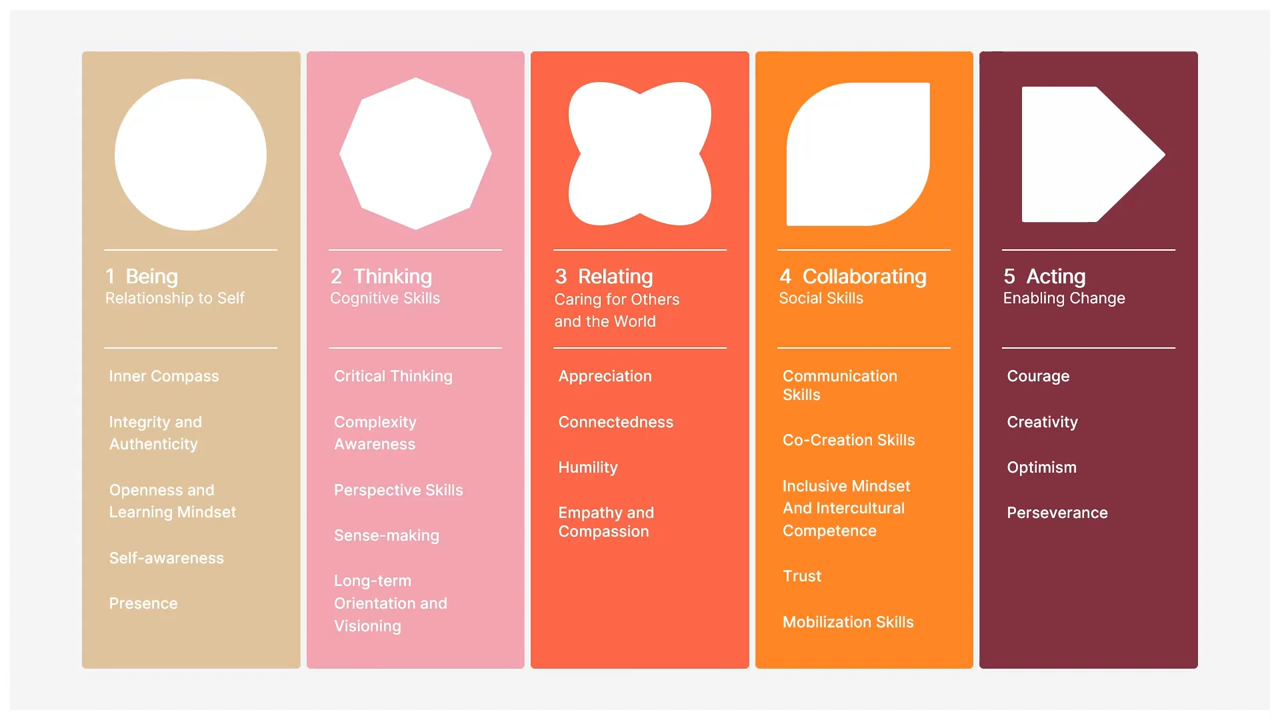 1 Being
Relationship to Self
Inner Compass
Integrity and
Authenticity
Openness and
Learning Mindset
Self-awareness
Presence
2 Thinking
Cognitive Skills
Critical Thinking
Complexity
Awareness
Perspective Skills
Sense-making
Long-term
Orientation and
Visioning
3 Relating
Caring for Others
and the World
Appreciation
Connectedness
Humility
Empathy and
Compassion
4 Collaborating
Social Skills
Communication
Skills
Co-Creation Skills
Inclusive Mindset
And Intercultural
Competence
Trust
Mobilization Skills
5 Acting
Enabling Change
Courage
Creativity
Optimism
Perseverance